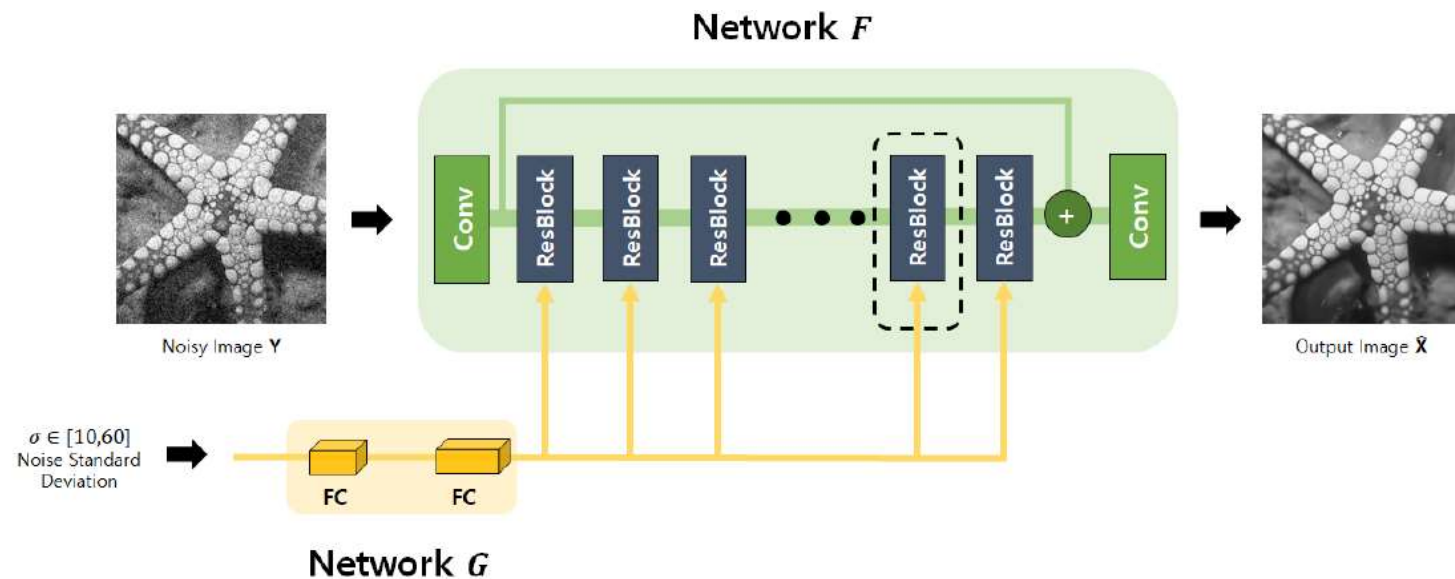 Network F
Conv
ResBlock
ResBlock
ResBlock
ResBlock
ResBlock
+
Conv
Noisy Image Y
Output Image X̂
σ ∈ [10,60]
Noise Standard
Deviation
FC
FC
Network G